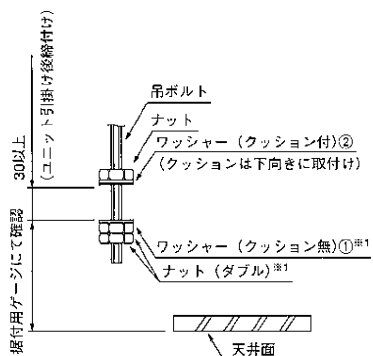 吊ボルト
ナット
ワッシャー（クッション付）②
（クッションは下向きに取付け）
30以上
（ユニット引掛け後締付け）
ワッシャー（クッション無）①※1
ナット（ダブル）※1
据付用ゲージにて確認
天井面